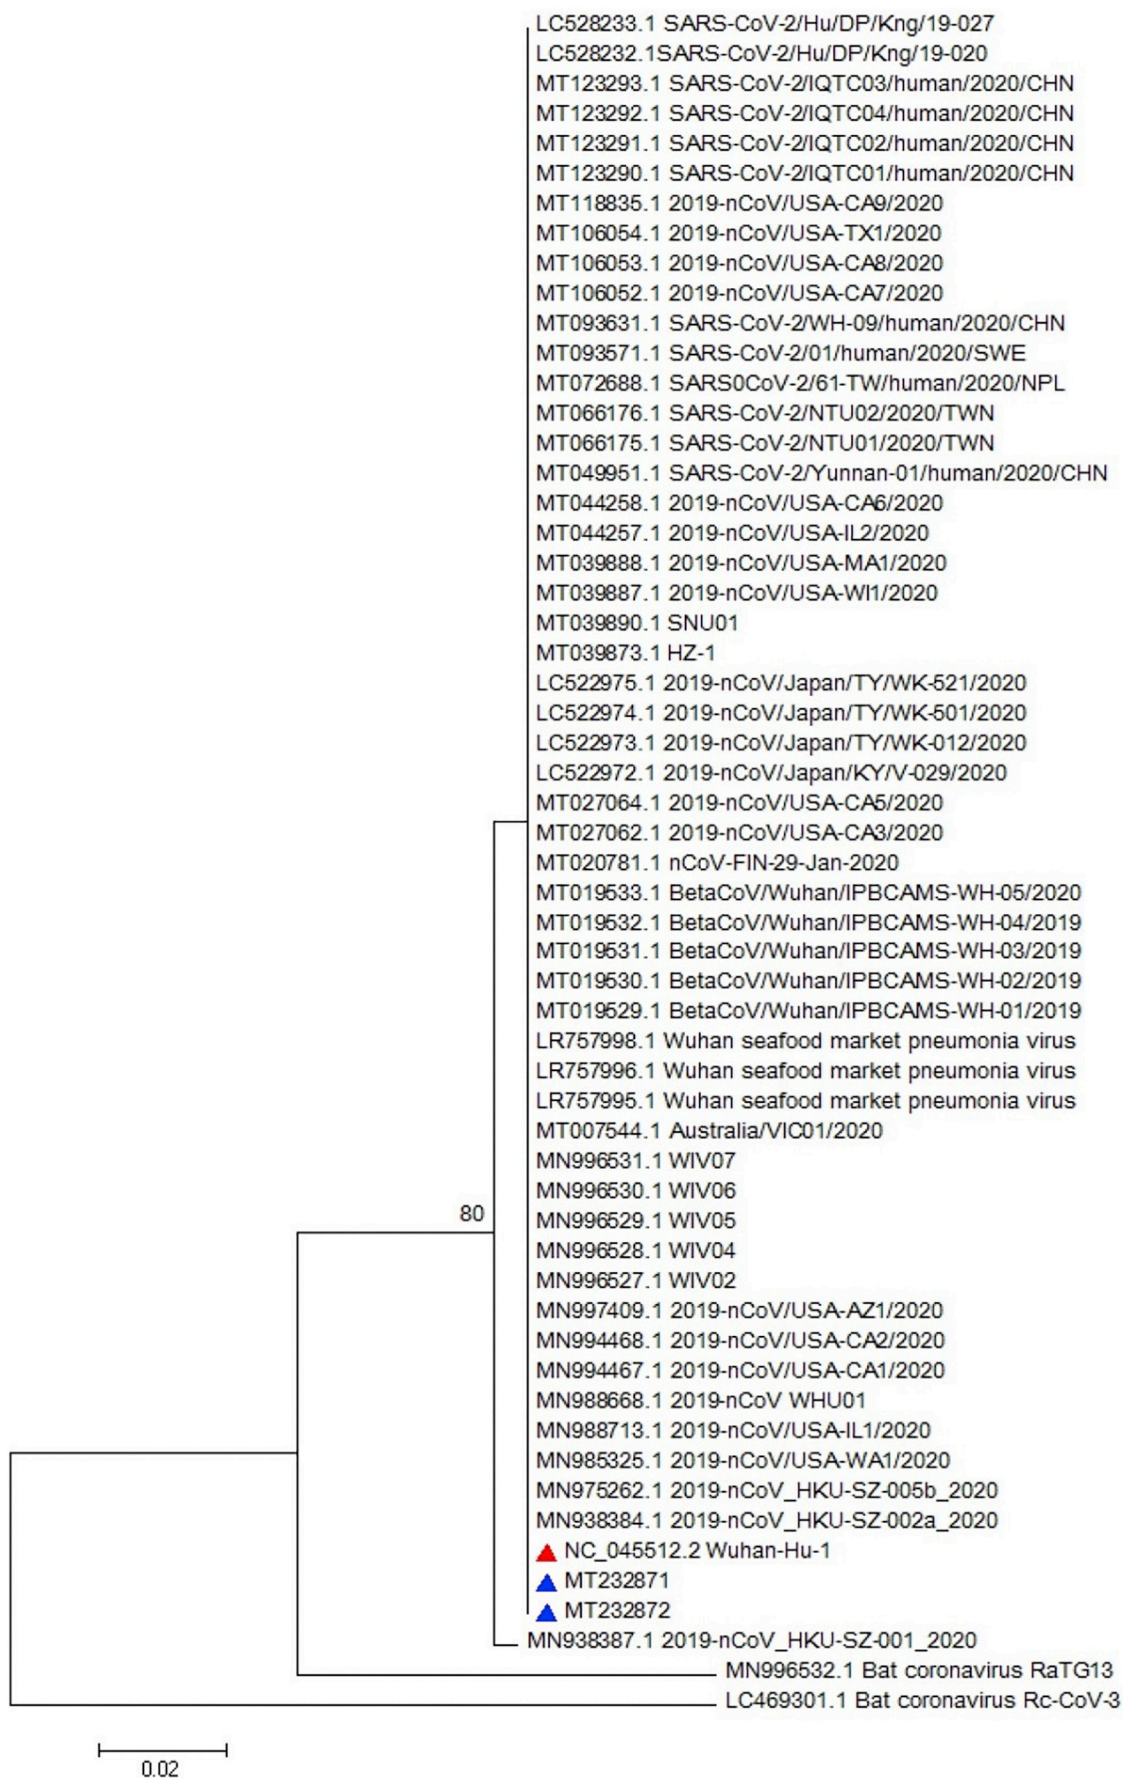 LC528233.1 SARS-CoV-2/Hu/DP/Kng/19-027
LC528232.1SARS-CoV-2/Hu/DP/Kng/19-020
MT123293.1 SARS-CoV-2/IQTC03/human/2020/CHN
MT123292.1 SARS-CoV-2/IQTC04/human/2020/CHN
MT123291.1 SARS-CoV-2/IQTC02/human/2020/CHN
MT123290.1 SARS-CoV-2/IQTC01/human/2020/CHN
MT118835.1 2019-nCoV/USA-CA9/2020
MT106054.1 2019-nCoV/USA-TX1/2020
MT106053.1 2019-nCoV/USA-CA8/2020
MT106052.1 2019-nCoV/USA-CA7/2020
MT093631.1 SARS-CoV-2/WH-09/human/2020/CHN
MT093571.1 SARS-CoV-2/01/human/2020/SWE
MT072688.1 SARS0CoV-2/61-TW/human/2020/NPL
MT066176.1 SARS-CoV-2/NTU02/2020/TWN
MT066175.1 SARS-CoV-2/NTU01/2020/TWN
MT049951.1 SARS-CoV-2/Yunnan-01/human/2020/CHN
MT044258.1 2019-nCoV/USA-CA6/2020
MT044257.1 2019-nCoV/USA-IL2/2020
MT039888.1 2019-nCoV/USA-MA1/2020
MT039887.1 2019-nCoV/USA-WI1/2020
MT039890.1 SNU01
MT039873.1 HZ-1
LC522975.1 2019-nCoV/Japan/TY/WK-521/2020
LC522974.1 2019-nCoV/Japan/TY/WK-501/2020
LC522973.1 2019-nCoV/Japan/TY/WK-012/2020
LC522972.1 2019-nCoV/Japan/KY/V-029/2020
MT027064.1 2019-nCoV/USA-CA5/2020
MT027062.1 2019-nCoV/USA-CA3/2020
MT020781.1 nCoV-FIN-29-Jan-2020
MT019533.1 BetaCoV/Wuhan/IPBCAMS-WH-05/2020
MT019532.1 BetaCoV/Wuhan/IPBCAMS-WH-04/2019
MT019531.1 BetaCoV/Wuhan/IPBCAMS-WH-03/2019
MT019530.1 BetaCoV/Wuhan/IPBCAMS-WH-02/2019
MT019529.1 BetaCoV/Wuhan/IPBCAMS-WH-01/2019
LR757998.1 Wuhan seafood market pneumonia virus
LR757996.1 Wuhan seafood market pneumonia virus
LR757995.1 Wuhan seafood market pneumonia virus
MT007544.1 Australia/VIC01/2020
MN996531.1 WIV07
MN996530.1 WIV06
80
MN996529.1 WIV05
MN996528.1 WIV04
MN996527.1 WIV02
MN997409.1 2019-nCoV/USA-AZ1/2020
MN994468.1 2019-nCoV/USA-CA2/2020
MN994467.1 2019-nCoV/USA-CA1/2020
MN988668.1 2019-nCoV WHU01
MN988713.1 2019-nCoV/USA-IL1/2020
MN985325.1 2019-nCoV/USA-WA1/2020
MN975262.1 2019-nCoV_HKU-SZ-005b_2020
MN938384.1 2019-nCoV_HKU-SZ-002a_2020
NC_045512.2 Wuhan-Hu-1
MT232871
MT232872
MN938387.1 2019-nCoV_HKU-SZ-001_2020
MN996532.1 Bat coronavirus RaTG13
LC469301.1 Bat coronavirus Rc-CoV-3
0.02